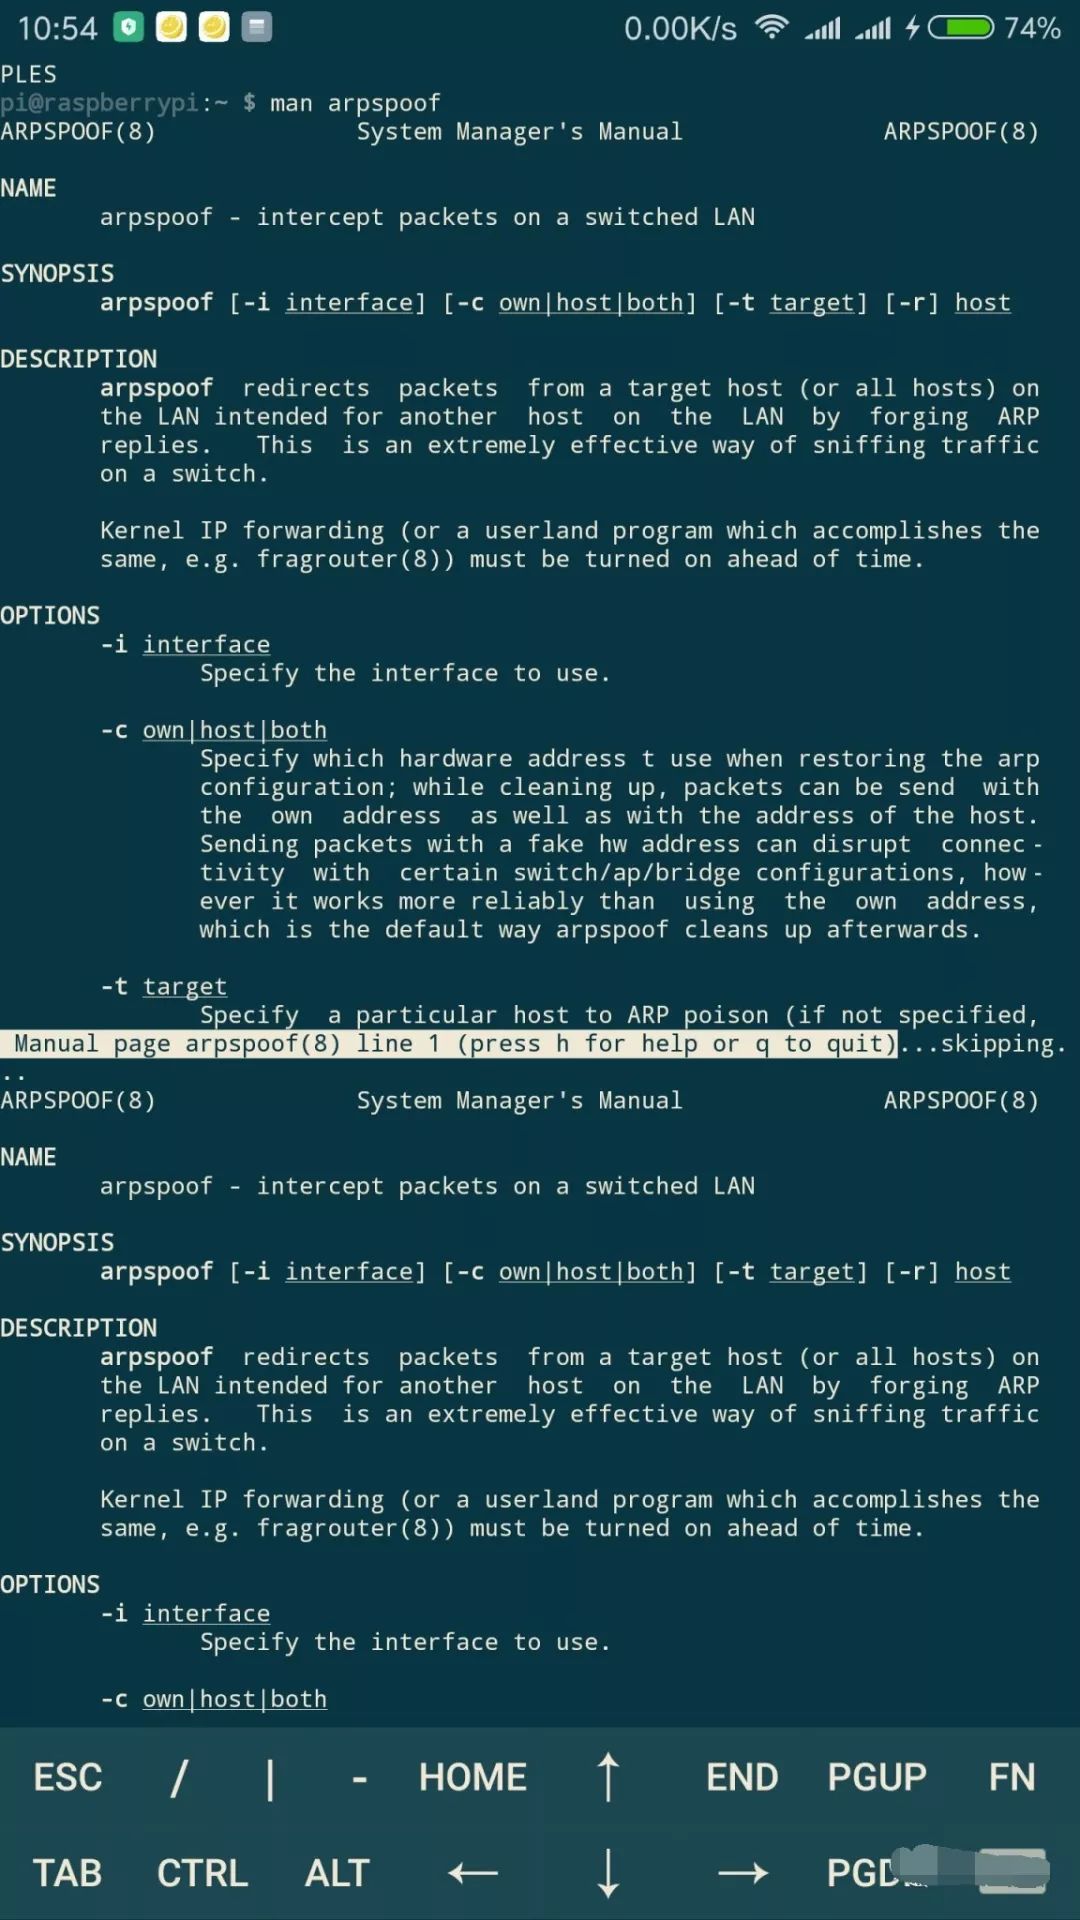 10:54 0.00K/s 74%
PLES
pi@raspberrypi:~ $ man arpspoof
ARPSPOOF(8) System Manager's Manual ARPSPOOF(8)
NAME
arpspoof - intercept packets on a switched LAN
SYNOPSIS
arpspoof [-i interface] [-c own|host|both] [-t target] [-r] host
DESCRIPTION
arpspoof redirects packets from a target host (or all hosts) on
the LAN intended for another host on the LAN by forging ARP
replies. This is an extremely effective way of sniffing traffic
on a switch.
Kernel IP forwarding (or a userland program which accomplishes the
same, e.g. fragrouter(8)) must be turned on ahead of time.
OPTIONS
-i interface
Specify the interface to use.
-c own|host|both
Specify which hardware address t use when restoring the arp
configuration; while cleaning up, packets can be send with
the own address as well as with the address of the host.
Sending packets with a fake hw address can disrupt connec-
tivity with certain switch/ap/bridge configurations, how-
ever it works more reliably than using the own address,
which is the default way arpspoof cleans up afterwards.
-t target
Specify a particular host to ARP poison (if not specified,
Manual page arpspoof(8) line 1 (press h for help or q to quit)...skipping.
..
ARPSPOOF(8) System Manager's Manual ARPSPOOF(8)
NAME
arpspoof - intercept packets on a switched LAN
SYNOPSIS
arpspoof [-i interface] [-c own|host|both] [-t target] [-r] host
DESCRIPTION
arpspoof redirects packets from a target host (or all hosts) on
the LAN intended for another host on the LAN by forging ARP
replies. This is an extremely effective way of sniffing traffic
on a switch.
Kernel IP forwarding (or a userland program which accomplishes the
same, e.g. fragrouter(8)) must be turned on ahead of time.
OPTIONS
-i interface
Specify the interface to use.
-c own|host|both
ESC / | - HOME ↑ END PGUP FN
TAB CTRL ALT ← ↓ →